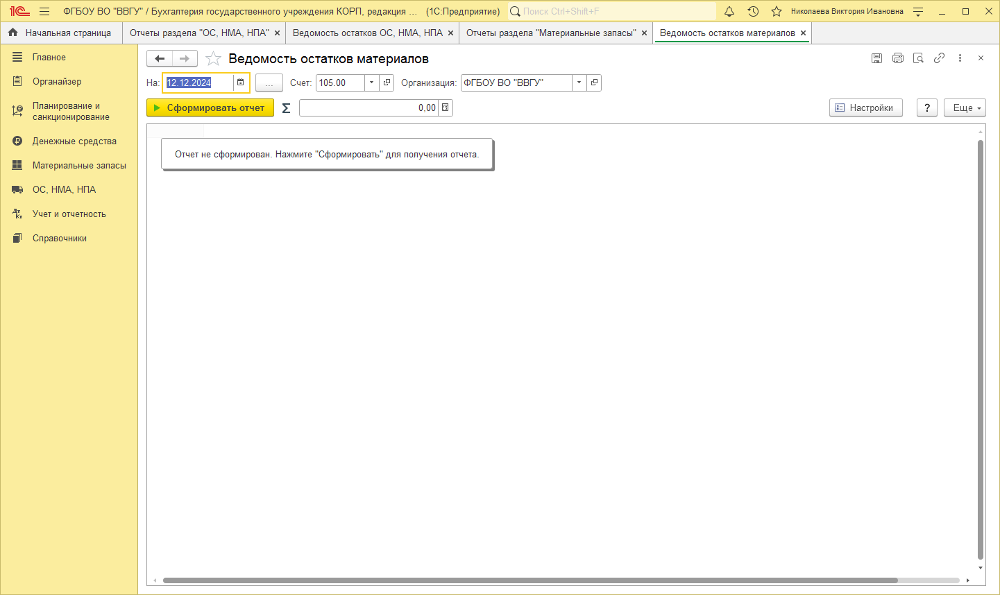 1С ФГБОУ ВО "ВВГУ" / Бухгалтерия государственного учреждения КОРП, редакция ... (1С:Предприятие) Поиск Ctrl+Shift+F Николаева Виктория Ивановна
Начальная страница Отчеты раздела "ОС, НМА, НПА" Ведомость остатков ОС, НМА, НПА Отчеты раздела "Материальные запасы" Ведомость остатков материалов
Главное
Органайзер
Планирование и
санкционирование
Денежные средства
Материальные запасы
ОС, НМА, НПА
Дт Кт Учет и отчетность
Справочники
Ведомость остатков материалов
На: 12.12.2024 ... Счет: 105.00 Организация: ФГБОУ ВО "ВВГУ"
Сформировать отчет Σ 0,00 Настройки ? Еще
Отчет не сформирован. Нажмите "Сформировать" для получения отчета.